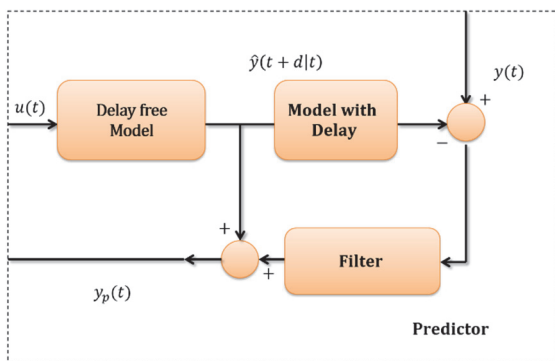 ŷ(t + d|t)
y(t)
u(t)
Delay free
Model
Model with
Delay
+
−
+
+
Filter
y_p(t)
Predictor